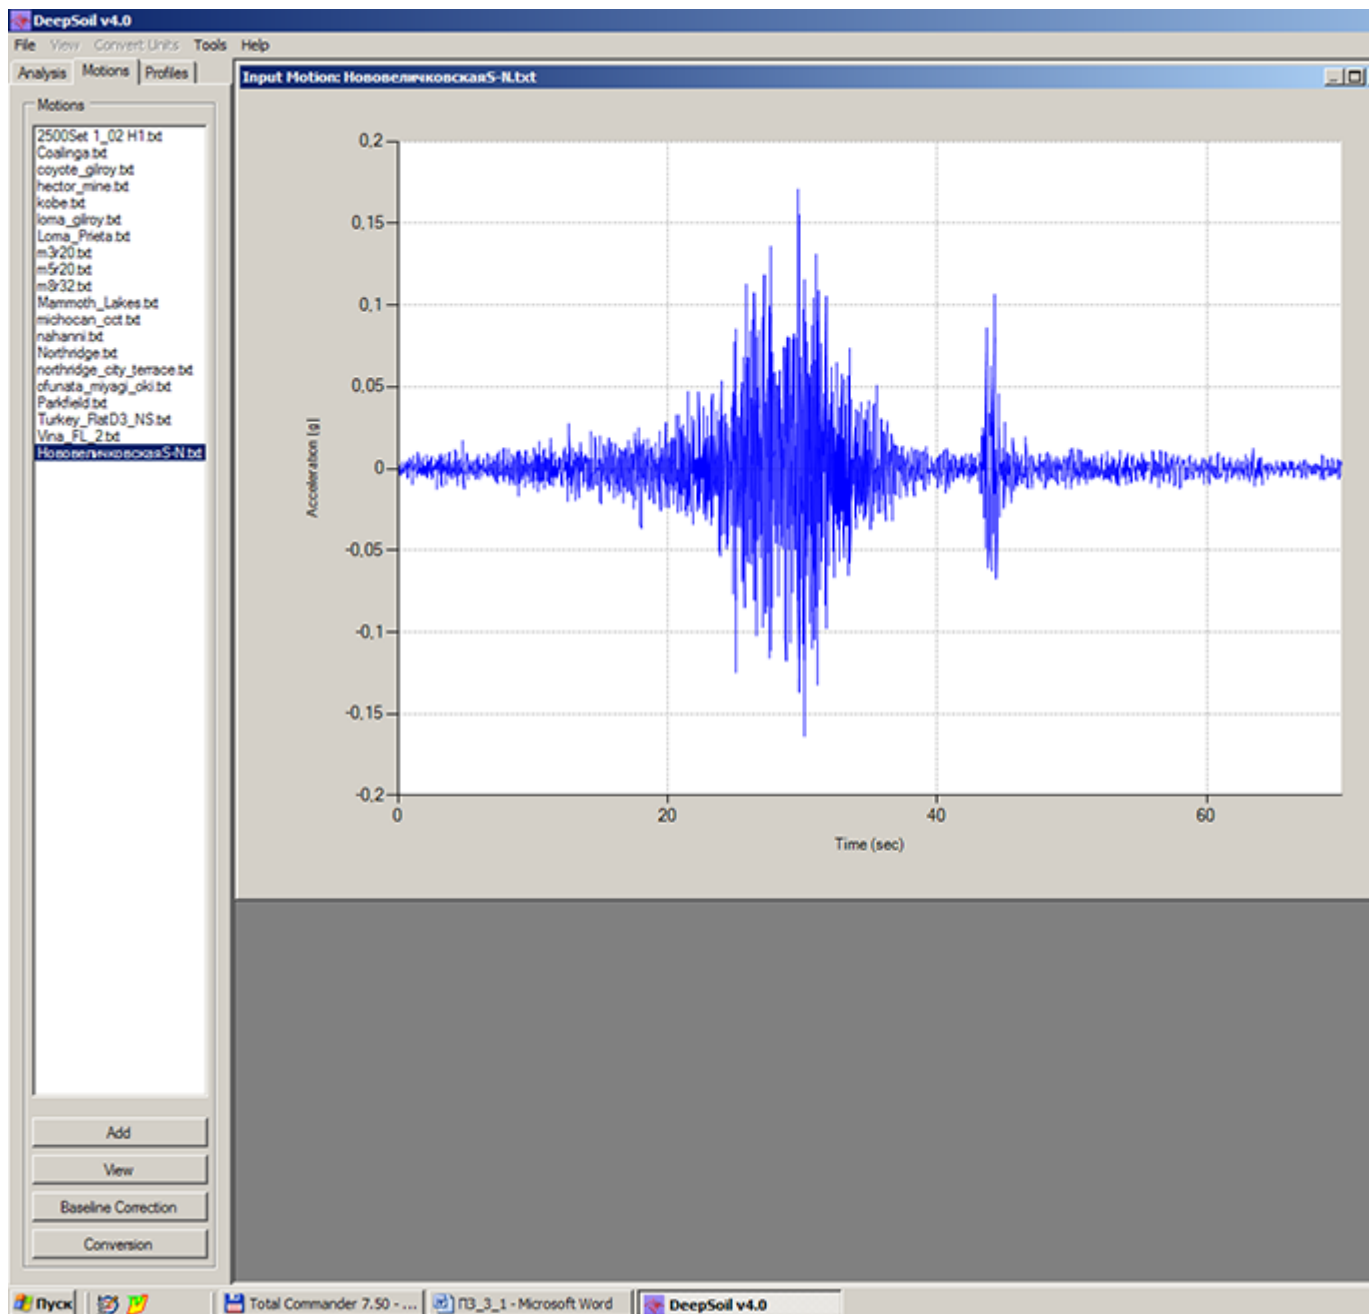 DeepSoil v4.0
File View Convert Units Tools Help
Analysis Motions Profiles
Input Motion: НововеличковскаяS-N.txt
Motions
2500Set 1_02 H1.txt
Coalinga.txt
coyote_gilroy.txt
hector_mine.txt
kobe.txt
loma_gilroy.txt
Loma_Prieta.txt
m3r20.txt
m5r20.txt
m8r32.txt
Mammoth_Lakes.txt
michocan_oct.txt
nahanni.txt
Northridge.txt
northridge_city_terrace.txt
ofunata_miyagi_oki.txt
Parkfield.txt
Turkey_FlatD3_NS.txt
Vina_FL_2.txt
НововеличковскаяS-N.txt
0,2
0,15
0,1
0,05
0
-0,05
-0,1
-0,15
-0,2
Acceleration (g)
0 20 40 60
Time (sec)
Add
View
Baseline Correction
Conversion
Пуск Total Commander 7.50 - ... ПЗ_3_1 - Microsoft Word DeepSoil v4.0